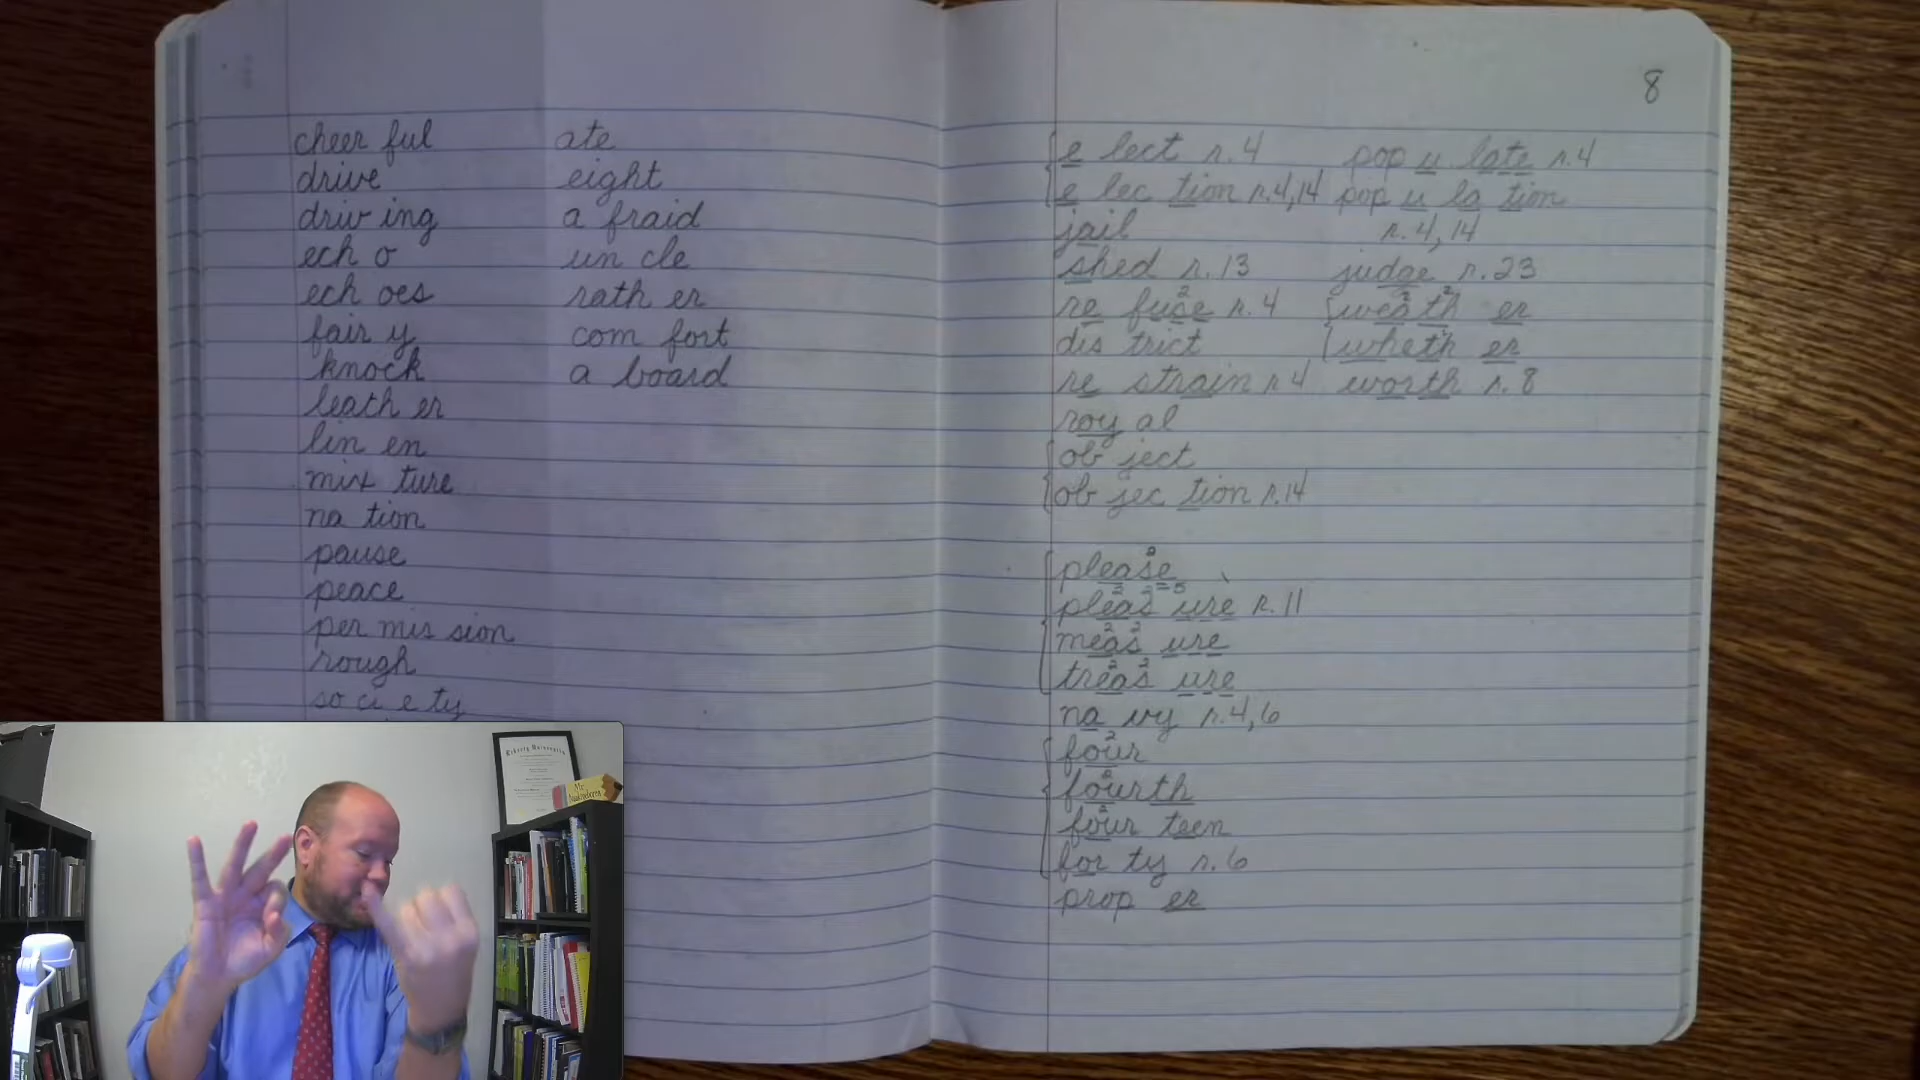 8
cheer ful
drive
driv ing
ech o
ech oes
fair y
knock
leath er
lin en
mix ture
na tion
pause
peace
per mis sion
rough
so ci e ty
ate
eight
a fraid
un cle
rath er
com fort
a board
e lect r. 4
e lec tion r. 4, 14
jail
shed r. 13
re fuse r. 4
dis trict
re strain r 4
roy al
ob ject
ob jec tion r. 14
please
pleas ure r. 11
meas ure
treas ure
na vy r. 4, 6
four
fourth
four teen
for ty r. 6
prop er
pop u late r. 4
pop u la tion
r. 4, 14
judge r. 23
weath er
wheth er
worth r. 8
Liberty University